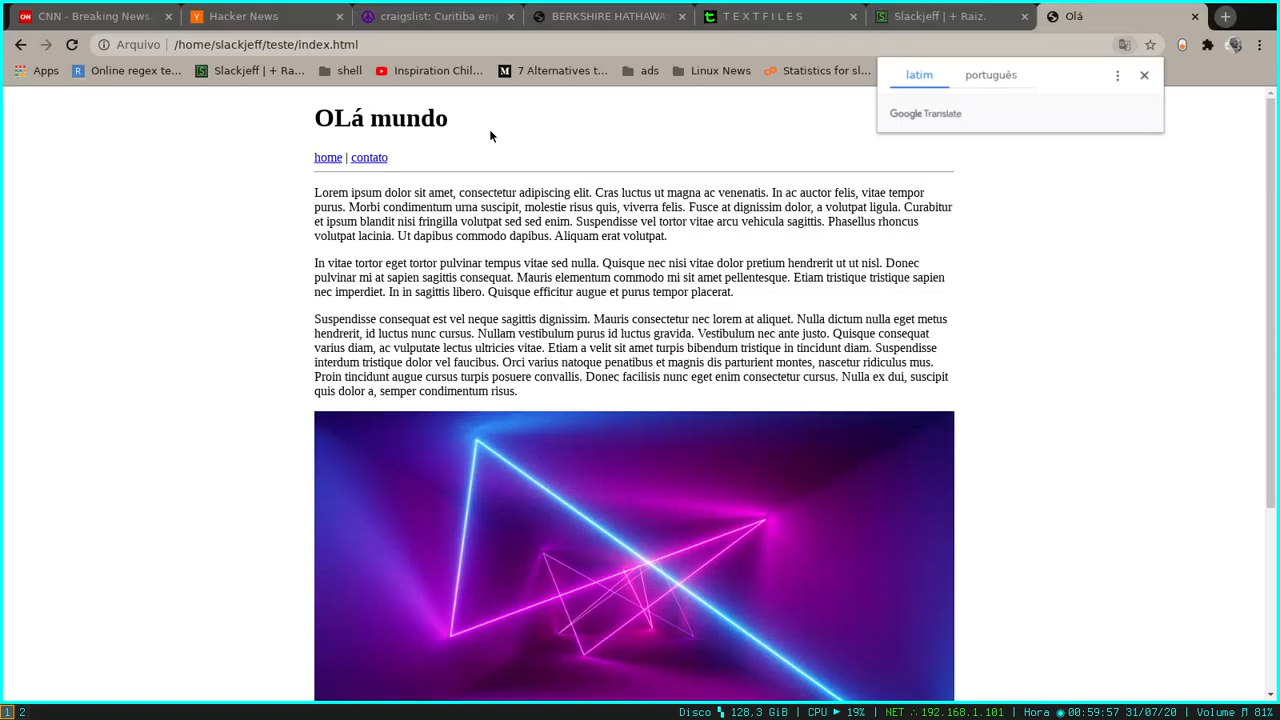 CNN - Breaking News.
Hacker News
craigslist: Curitiba em
BERKSHIRE HATHAWA
T E X T F I L E S
Slackjeff | + Raiz.
Olá
Arquivo | /home/slackjeff/teste/index.html
Apps
Online regex te...
Slackjeff | + Ra...
shell
Inspiration Chil...
7 Alternatives t...
ads
Linux News
Statistics for sl...
latim português
Google Translate
OLá mundo
home | contato
Lorem ipsum dolor sit amet, consectetur adipiscing elit. Cras luctus ut magna ac venenatis. In ac auctor felis, vitae tempor
purus. Morbi condimentum urna suscipit, molestie risus quis, viverra felis. Fusce at dignissim dolor, a volutpat ligula. Curabitur
et ipsum blandit nisi fringilla volutpat sed sed enim. Suspendisse vel tortor vitae arcu vehicula sagittis. Phasellus rhoncus
volutpat lacinia. Ut dapibus commodo dapibus. Aliquam erat volutpat.
In vitae tortor eget tortor pulvinar tempus vitae sed nulla. Quisque nec nisi vitae dolor pretium hendrerit ut ut nisl. Donec
pulvinar mi at sapien sagittis consequat. Mauris elementum commodo mi sit amet pellentesque. Etiam tristique tristique sapien
nec imperdiet. In in sagittis libero. Quisque efficitur augue et purus tempor placerat.
Suspendisse consequat est vel neque sagittis dignissim. Mauris consectetur nec lorem at aliquet. Nulla dictum nulla eget metus
hendrerit, id luctus nunc cursus. Nullam vestibulum purus id luctus gravida. Vestibulum nec ante justo. Quisque consequat
varius diam, ac vulputate lectus ultricies vitae. Etiam a velit sit amet turpis bibendum tristique in tincidunt diam. Suspendisse
interdum tristique dolor vel faucibus. Orci varius natoque penatibus et magnis dis parturient montes, nascetur ridiculus mus.
Proin tincidunt augue cursus turpis posuere convallis. Donec facilisis nunc eget enim consectetur cursus. Nulla ex dui, suscipit
quis dolor a, semper condimentum risus.
1 2
Disco 128,3 GiB | CPU ► 19% | NET 192.168.1.101 | Hora ◉ 00:59:57 31/07/20 | Volume 81%